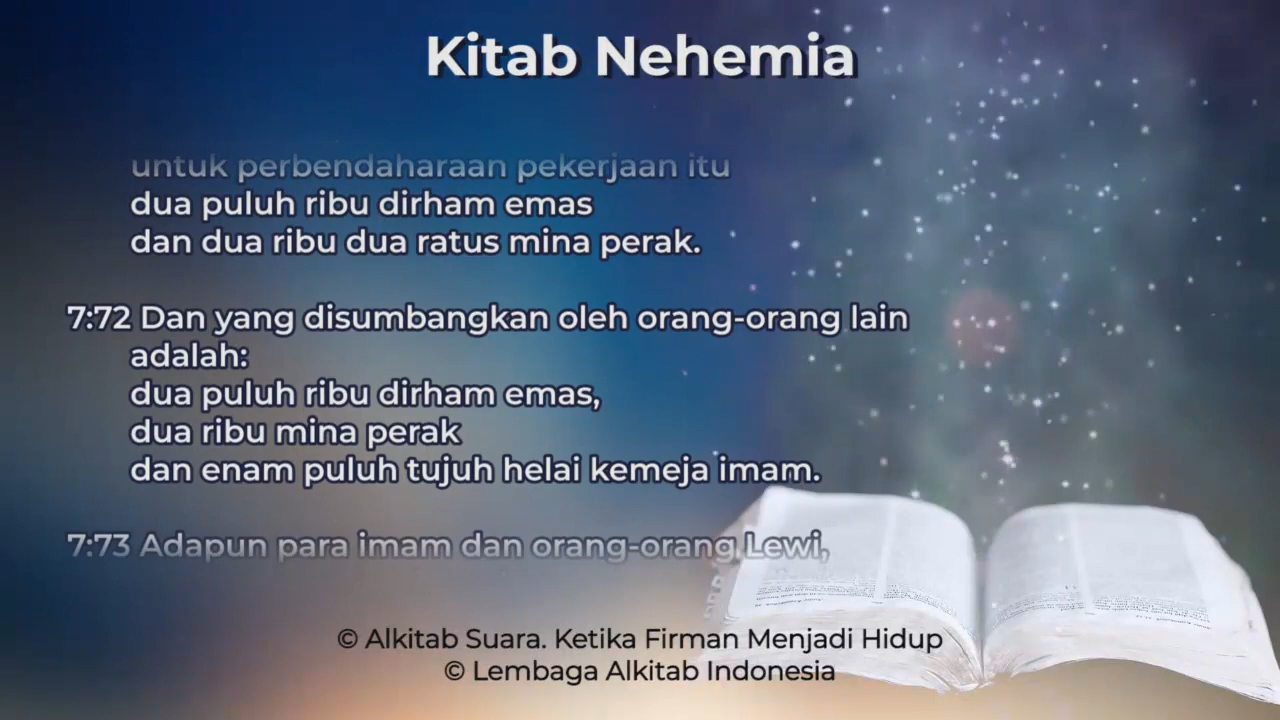 Kitab Nehemia
untuk perbendaharaan pekerjaan itu
dua puluh ribu dirham emas
dan dua ribu dua ratus mina perak.
7:72 Dan yang disumbangkan oleh orang-orang lain
adalah:
dua puluh ribu dirham emas,
dua ribu mina perak
dan enam puluh tujuh helai kemeja imam.
7:73 Adapun para imam dan orang-orang Lewi,
© Alkitab Suara. Ketika Firman Menjadi Hidup
© Lembaga Alkitab Indonesia